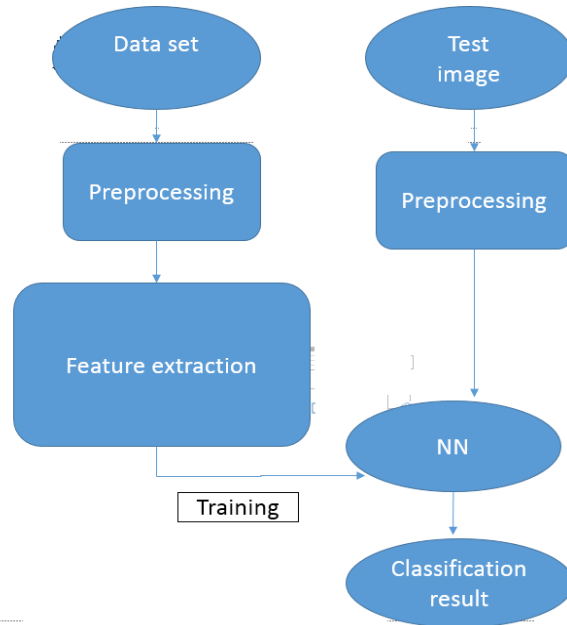 Data set
Test
image
Preprocessing
Preprocessing
Feature extraction
NN
Training
Classification
result